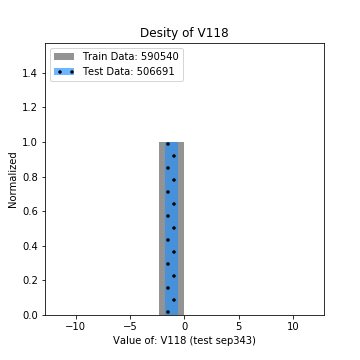 Desity of V118
Train Data: 590540
Test Data: 506691
Normalized
1.4
1.2
1.0
0.8
0.6
0.4
0.2
0.0
−10
−5
0
5
10
Value of: V118 (test sep343)